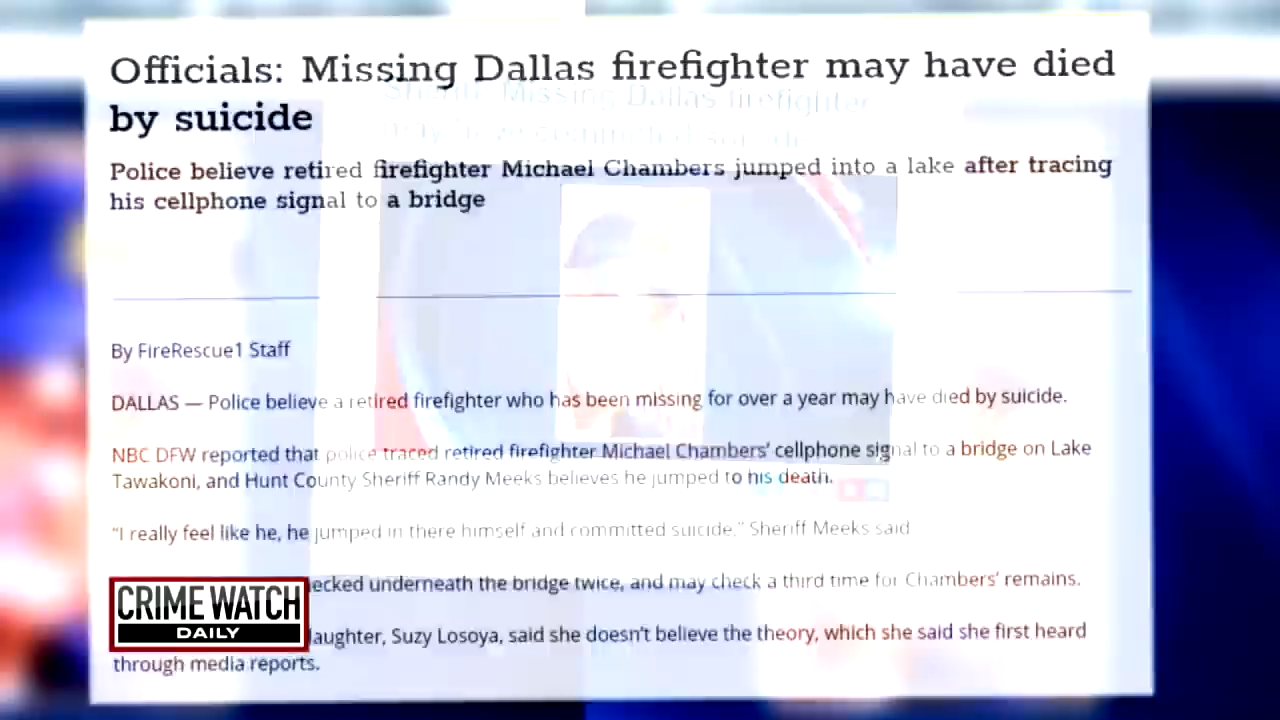 Officials: Missing Dallas firefighter may have died
by suicide
Police believe retired firefighter Michael Chambers jumped into a lake after tracing
his cellphone signal to a bridge
By FireRescue1 Staff
DALLAS — Police believe a retired firefighter who has been missing for over a year may have died by suicide.
NBC DFW reported that police traced retired firefighter Michael Chambers' cellphone signal to a bridge on Lake
Tawakoni, and Hunt County Sheriff Randy Meeks believes he jumped to his death.
"I really feel like he, he jumped in there himself and committed suicide." Sheriff Meeks said
ecked underneath the bridge twice, and may check a third time for Chambers' remains.
laughter, Suzy Losoya, said she doesn't believe the theory, which she said she first heard
through media reports.
CRIME WATCH
DAILY
Sheriff: Missing Dallas firefighter